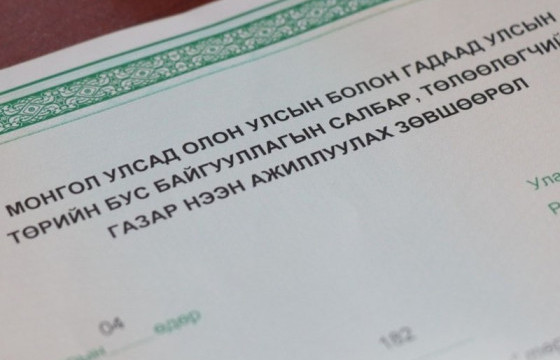 МОНГОЛ УЛСАД ОЛОН УЛСЫН БОЛОН ГАДААД УЛСЫН
ТӨРИЙН БУС БАЙГУУЛЛАГЫН САЛБАР, ТӨЛӨӨЛӨГЧИЙ
ГАЗАР НЭЭН АЖИЛЛУУЛАХ ЗӨВШӨӨРӨЛ
Ула
04
өдөр
182